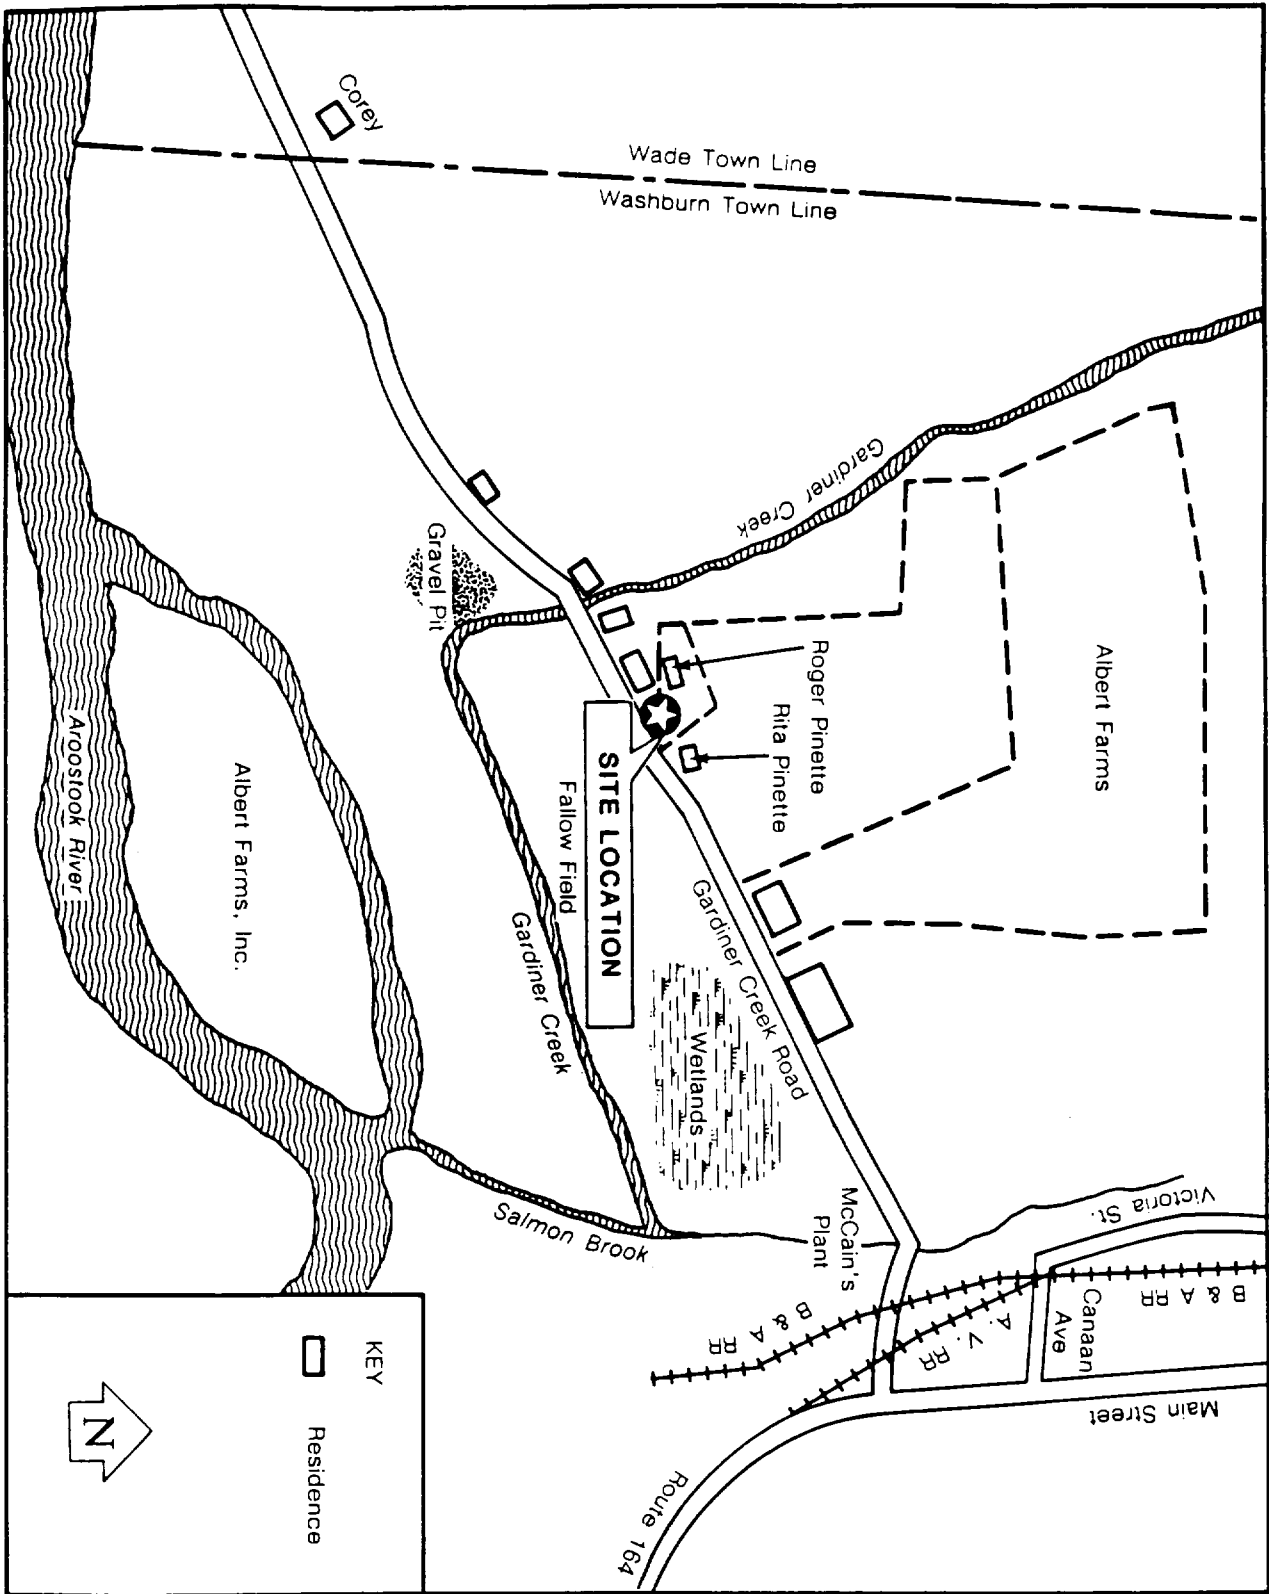 Corey
Wade Town Line
Washburn Town Line
Gardiner Creek
Albert Farms
Roger Pinette
Rita Pinette
Gravel Pit
SITE LOCATION
Fallow Field
Gardiner Creek
Gardiner Creek Road
Wetlands
Albert Farms, Inc.
Aroostook River
Salmon Brook
McCain's
Plant
Victoria St.
B & A RR
Canaan
Ave
A. V. RR
B & A RR
Main Street
Route 164
KEY
Residence
N